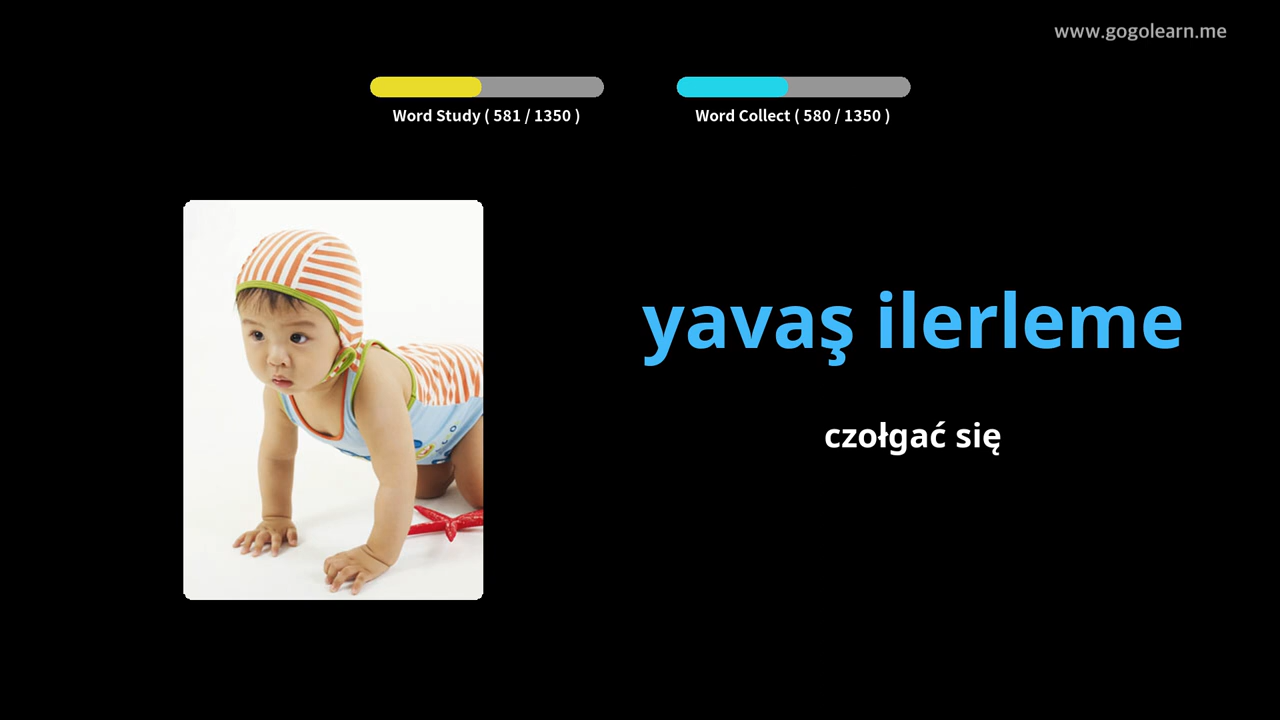 www.gogolearn.me
Word Study ( 581 / 1350 )
Word Collect ( 580 / 1350 )
yavaş ilerleme
czołgać się